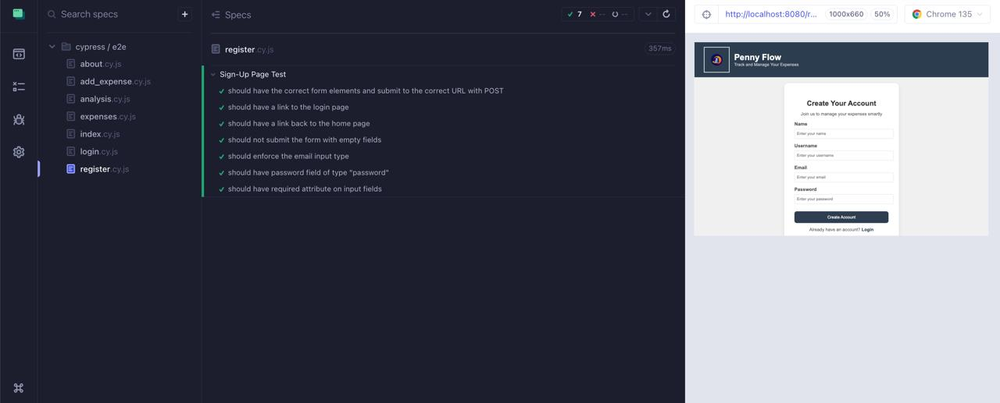 Search specs
+
cypress / e2e
about.cy.js
add_expense.cy.js
analysis.cy.js
expenses.cy.js
index.cy.js
login.cy.js
register.cy.js
Specs
7
--
--
register.cy.js
357ms
Sign-Up Page Test
should have the correct form elements and submit to the correct URL with POST
should have a link to the login page
should have a link back to the home page
should not submit the form with empty fields
should enforce the email input type
should have password field of type "password"
should have required attribute on input fields
http://localhost:8080/r...
1000x660
50%
Chrome 135
Penny Flow
Track and Manage Your Expenses
Create Your Account
Join us to manage your expenses smartly
Name
Enter your name
Username
Enter your username
Email
Enter your email
Password
Enter your password
Create Account
Already have an account? Login